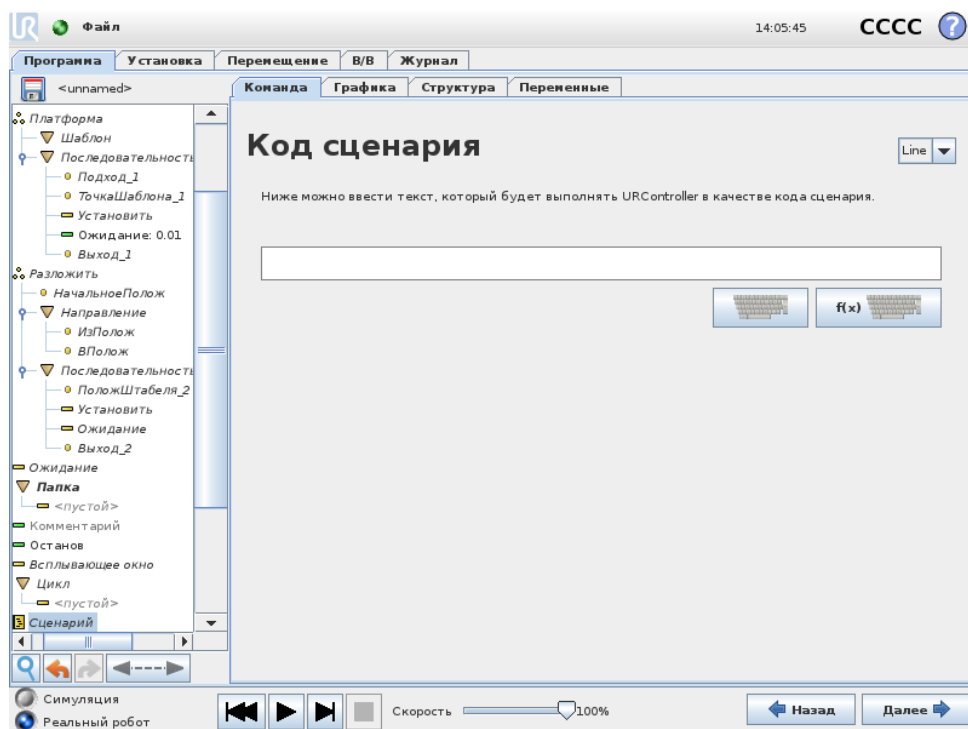 UR Файл 14:05:45 CCCC ?
Программа Установка Перемещение В/В Журнал
<unnamed> Команда Графика Структура Переменные
Платформа
Шаблон
Последовательность
Подход_1
ТочкаШаблона_1
Установить
Ожидание: 0.01
Выход_1
Разложить
НачальноеПолож
Направление
ИзПолож
ВПолож
Последовательность
ПоложШтабеля_2
Установить
Ожидание
Выход_2
Ожидание
Папка
<пустой>
Комментарий
Останов
Всплывающее окно
Цикл
<пустой>
Сценарий
Код сценария
Line
Ниже можно ввести текст, который будет выполнять URController в качестве кода сценария.
f(x)
Симуляция
Реальный робот
Скорость 100%
Назад Далее